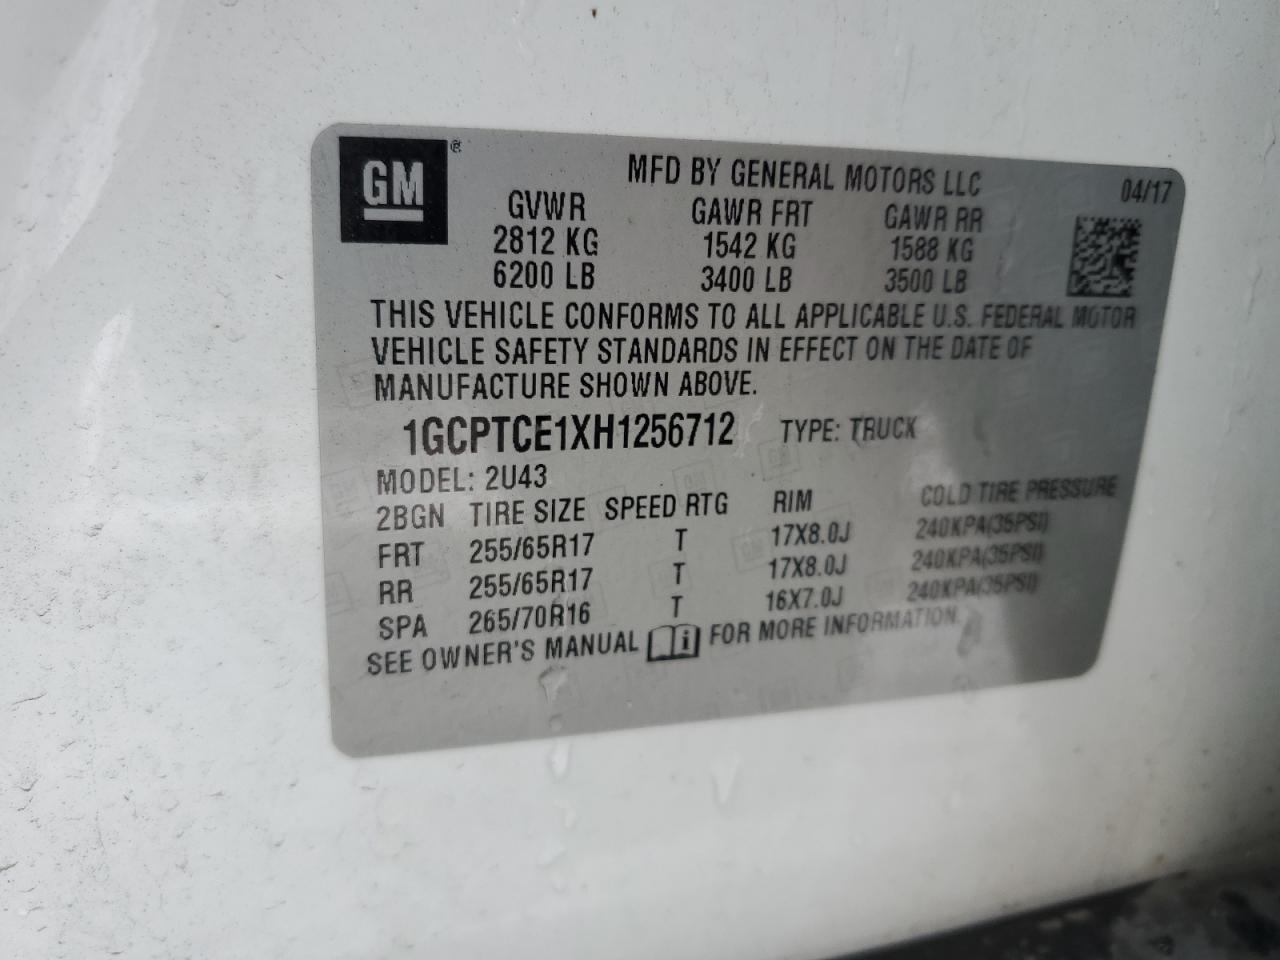 GM ®
MFD BY GENERAL MOTORS LLC 04/17
GVWR GAWR FRT GAWR RR
2812 KG 1542 KG 1588 KG
6200 LB 3400 LB 3500 LB
THIS VEHICLE CONFORMS TO ALL APPLICABLE U.S. FEDERAL MOTOR
VEHICLE SAFETY STANDARDS IN EFFECT ON THE DATE OF
MANUFACTURE SHOWN ABOVE.
1GCPTCE1XH1256712 TYPE: TRUCK
MODEL: 2U43
2BGN TIRE SIZE SPEED RTG RIM COLD TIRE PRESSURE
FRT 255/65R17 T 17X8.0J 240KPA(35PSI)
RR 255/65R17 T 17X8.0J 240KPA(35PSI)
SPA 265/70R16 T 16X7.0J 240KPA(35PSI)
SEE OWNER'S MANUAL i FOR MORE INFORMATION.